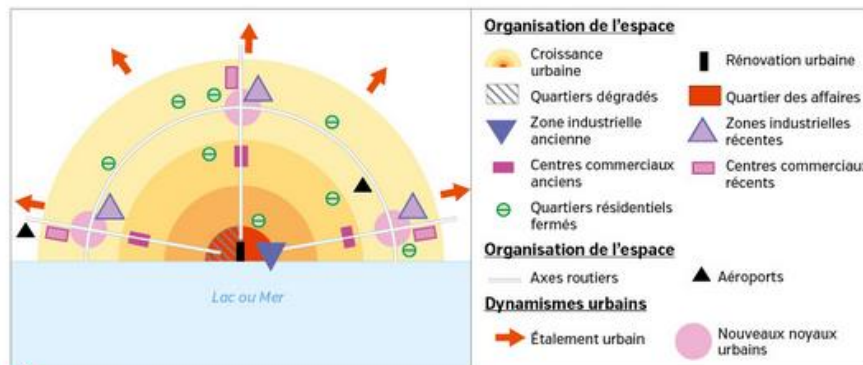 Lac ou Mer
Organisation de l'espace
Croissance
urbaine
Rénovation urbaine
Quartiers dégradés
Quartier des affaires
Zone industrielle
ancienne
Zones industrielles
récentes
Centres commerciaux
anciens
Centres commerciaux
récents
Quartiers résidentiels
fermés
Organisation de l'espace
Axes routiers
Aéroports
Dynamismes urbains
Étalement urbain
Nouveaux noyaux
urbains